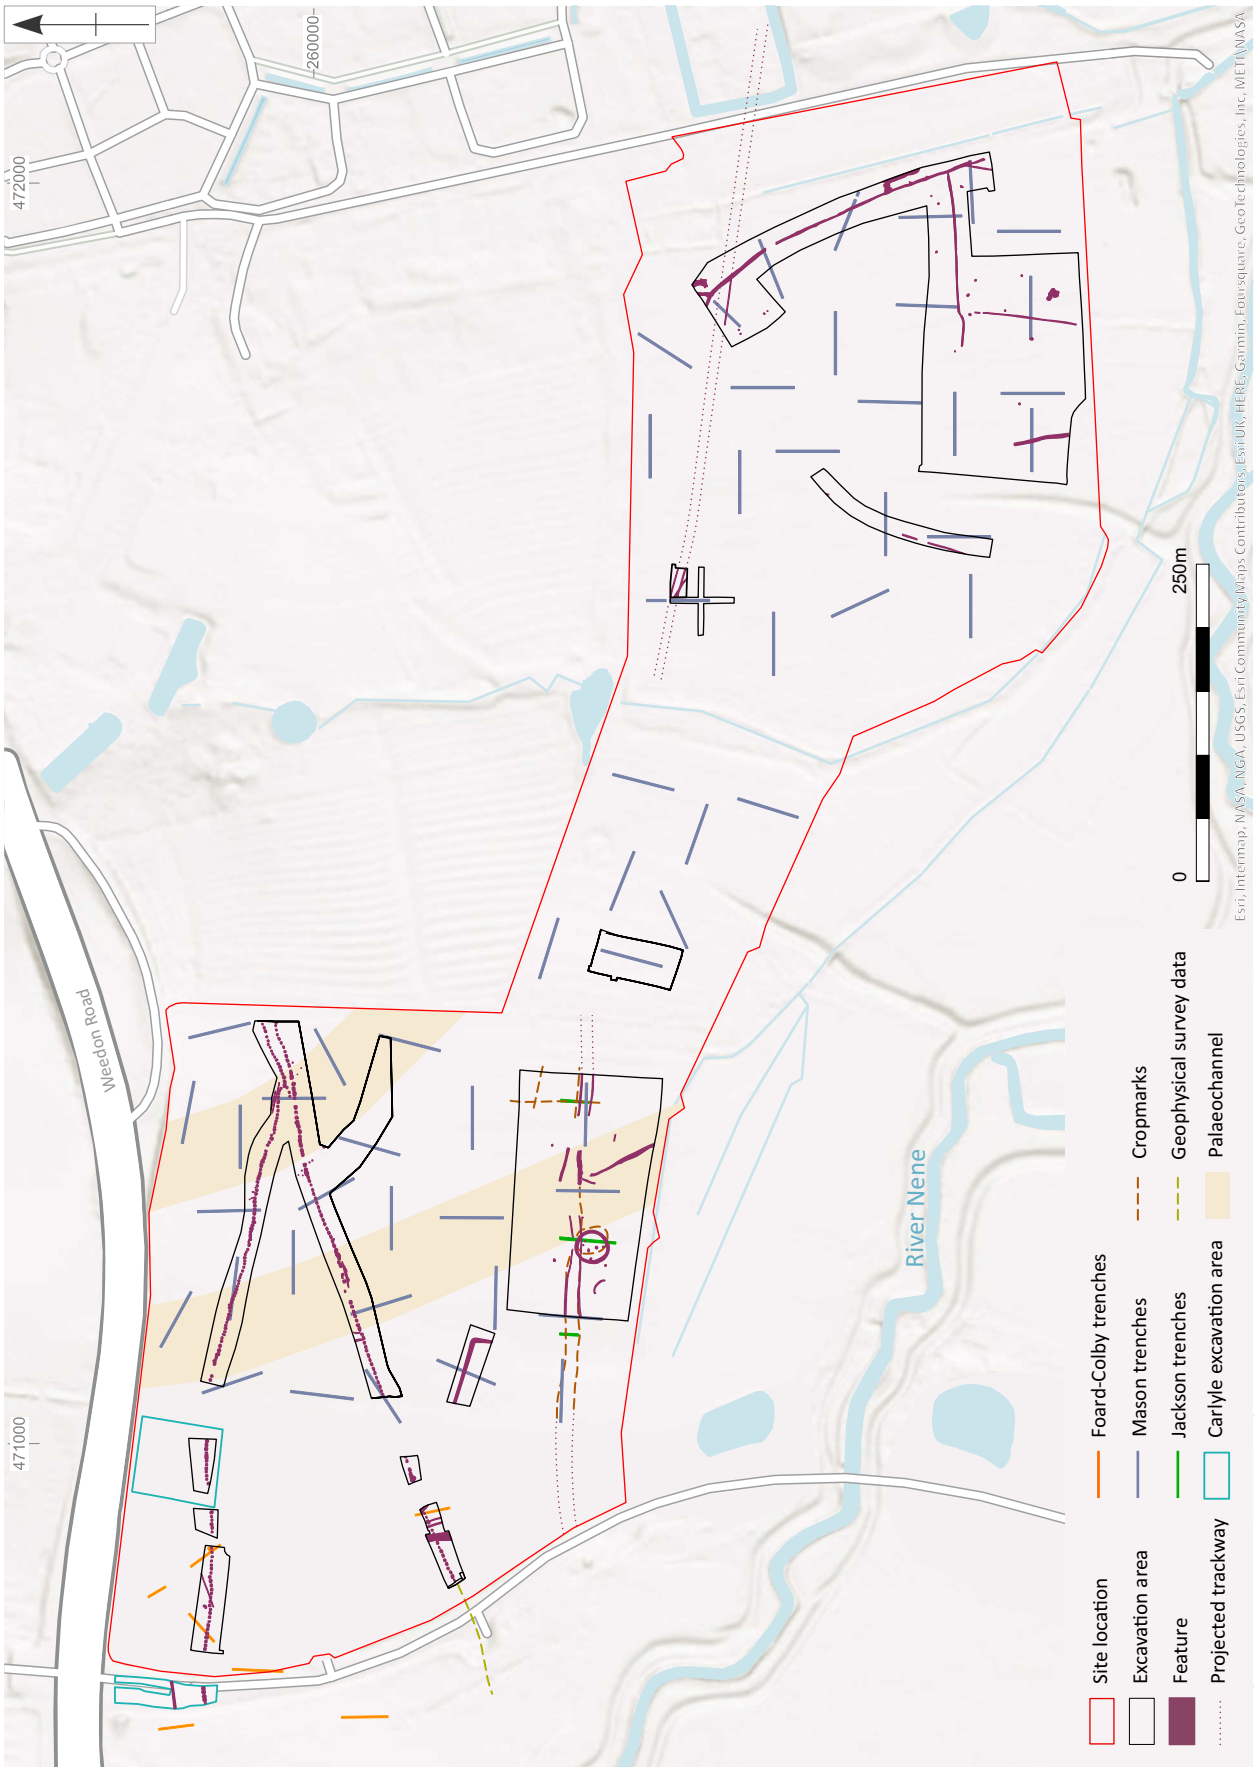 260000
472000
471000
Weedon Road
River Nene
0
250m
Site location
Excavation area
Feature
Projected trackway
Foard-Colby trenches
Mason trenches
Jackson trenches
Carlyle excavation area
Cropmarks
Geophysical survey data
Palaeochannel
Esri, Intermap, NASA, NGA, USGS, Esri Community Maps Contributors, Esri UK, HERE, Garmin, Foursquare, GeoTechnologies, Inc, METI/NASA